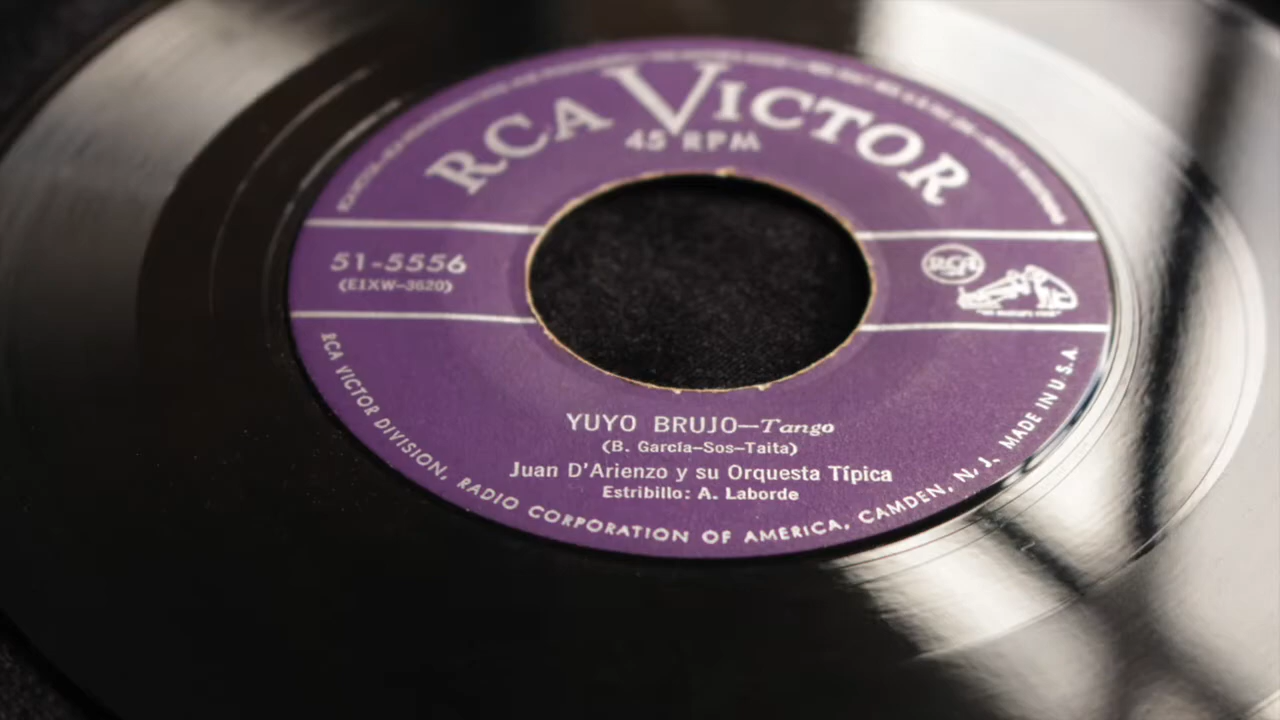 RCA VICTOR
45 RPM
51-5556
(E1XW-3620)
RCA
YUYO BRUJO—Tango
(B. García-Sos-Taita)
Juan D'Arienzo y su Orquesta Típica
Estribillo: A. Laborde
RCA VICTOR DIVISION, RADIO CORPORATION OF AMERICA, CAMDEN, N. J. MADE IN U.S.A.